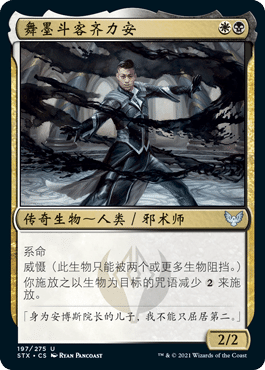 舞墨斗客齐力安
传奇生物～人类／邪术师
系命
威慑（此生物只能被两个或更多生物阻挡。）
你施放之以生物为目标的咒语减少 2 来施放。
「身为安博斯院长的儿子，我不能只屈居第二。」
2/2
197/275 U
STX • CS RYAN PANCOAST
™ & © 2021 Wizards of the Coast